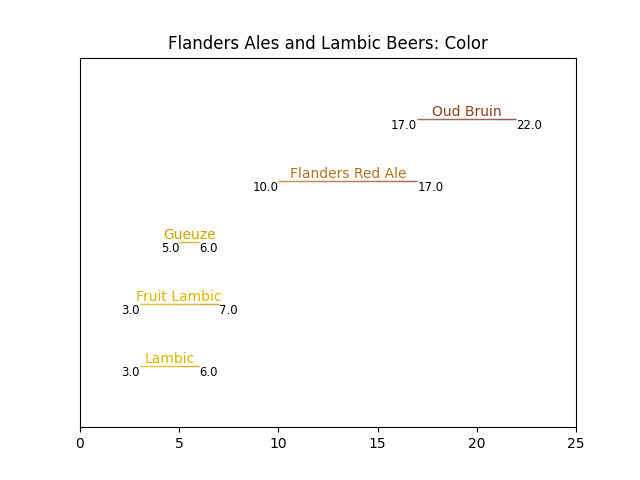 Flanders Ales and Lambic Beers: Color
Oud Bruin
17.0 22.0
Flanders Red Ale
10.0 17.0
Gueuze
5.0 6.0
Fruit Lambic
3.0 7.0
Lambic
3.0 6.0
0 5 10 15 20 25